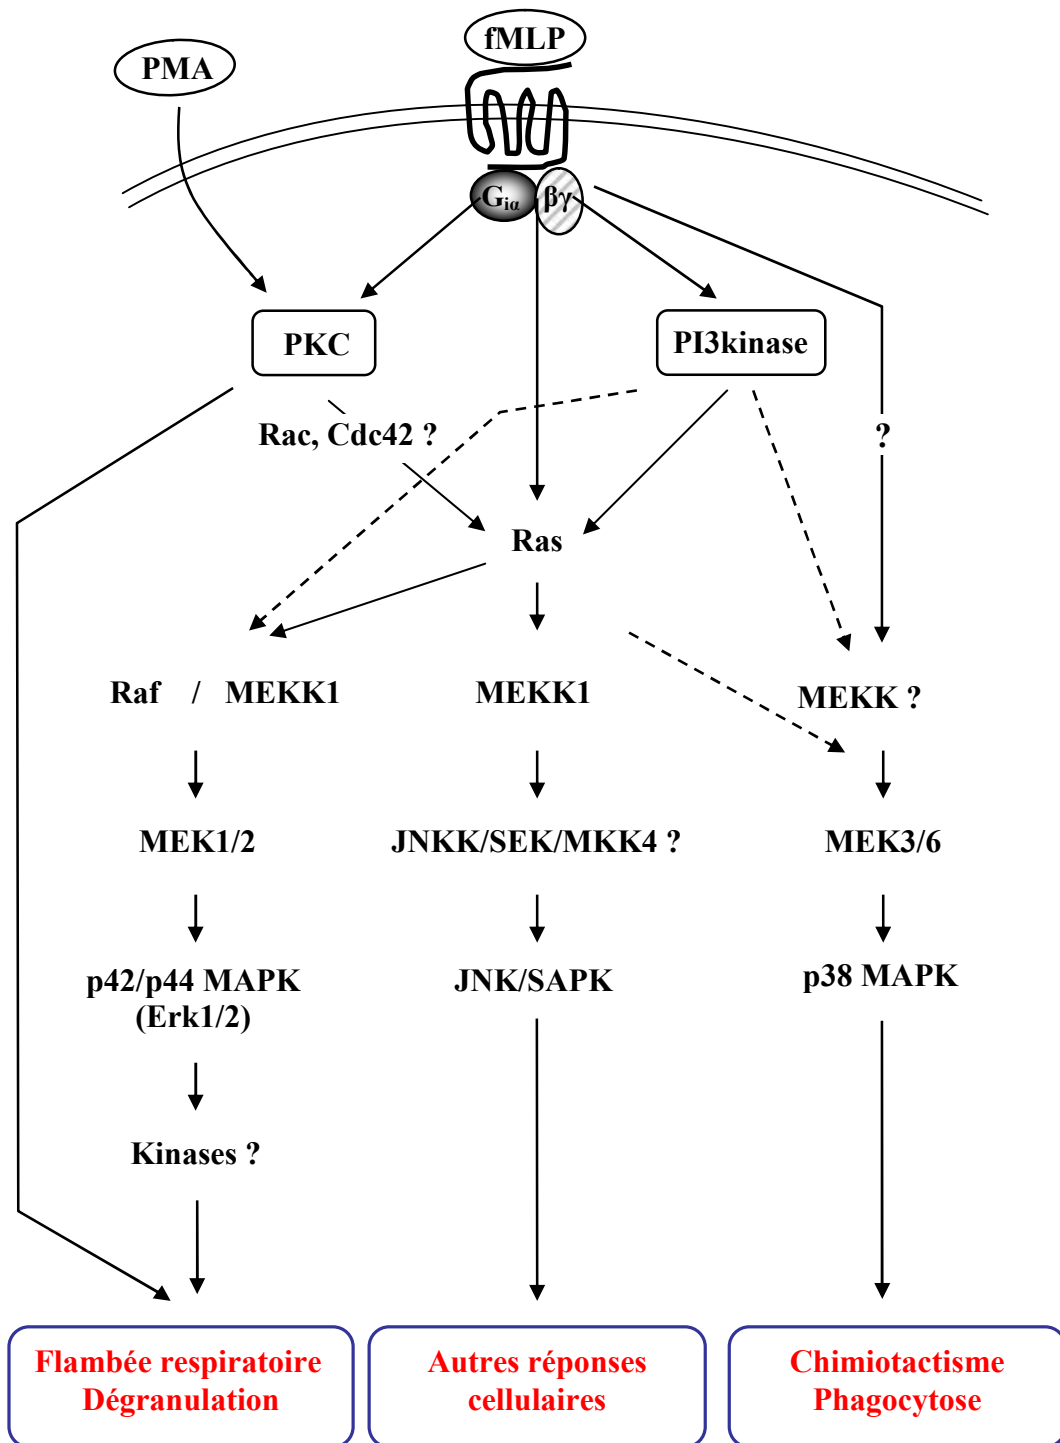 fMLP
PMA
Giα
βγ
PKC
PI3kinase
Rac, Cdc42 ?
?
Ras
Raf / MEKK1
MEKK1
MEKK ?
MEK1/2
JNKK/SEK/MKK4 ?
MEK3/6
p42/p44 MAPK
(Erk1/2)
JNK/SAPK
p38 MAPK
Kinases ?
Flambée respiratoire
Dégranulation
Autres réponses
cellulaires
Chimiotactisme
Phagocytose